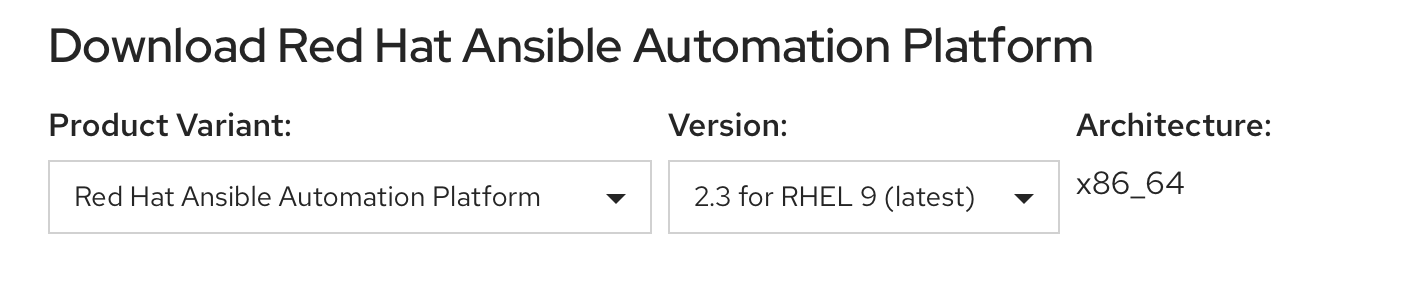 Download Red Hat Ansible Automation Platform
Product Variant: Version: Architecture:
Red Hat Ansible Automation Platform 2.3 for RHEL 9 (latest) x86_64